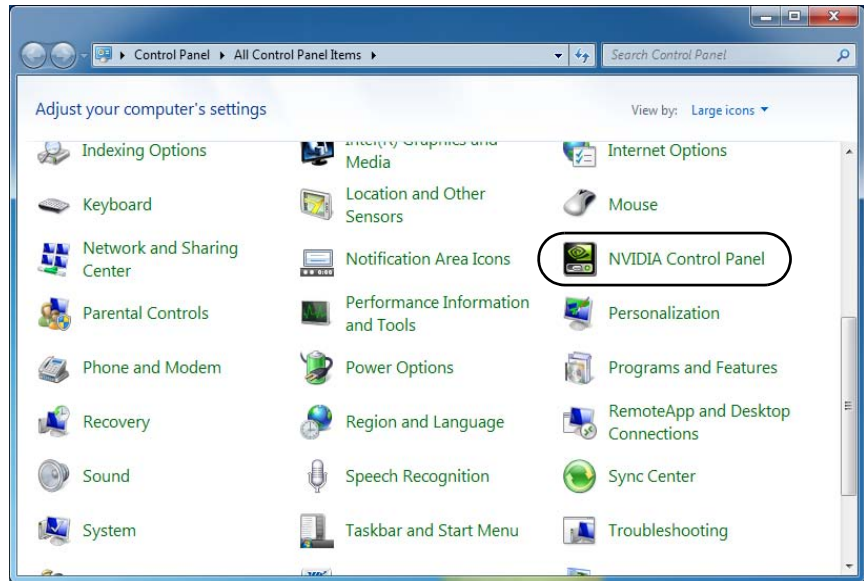 Control Panel ▸ All Control Panel Items ▸
Search Control Panel
Adjust your computer's settings
View by: Large icons
Indexing Options
Intel(R) Graphics and
Media
Internet Options
Keyboard
Location and Other
Sensors
Mouse
Network and Sharing
Center
Notification Area Icons
NVIDIA Control Panel
Parental Controls
Performance Information
and Tools
Personalization
Phone and Modem
Power Options
Programs and Features
Recovery
Region and Language
RemoteApp and Desktop
Connections
Sound
Speech Recognition
Sync Center
System
Taskbar and Start Menu
Troubleshooting